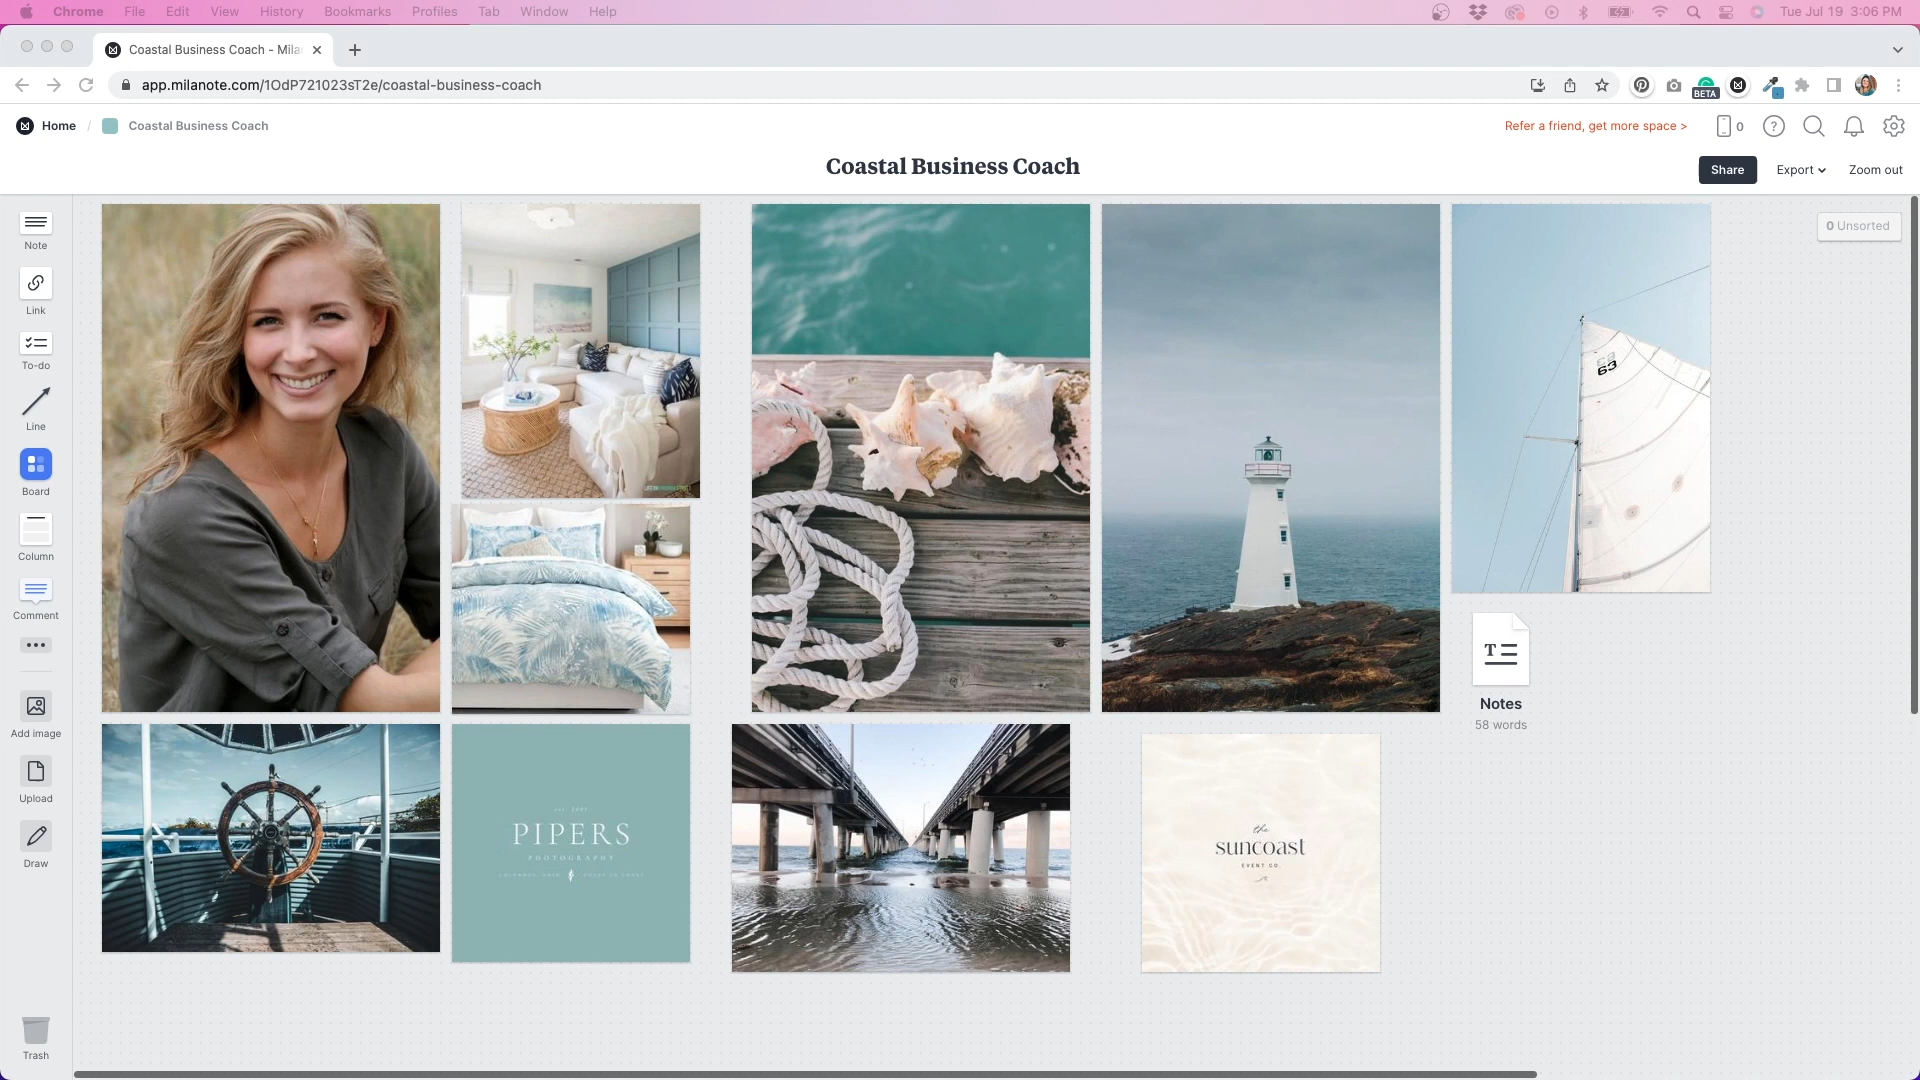 Chrome File Edit View History Bookmarks Profiles Tab Window Help Tue Jul 19 3:06 PM
Coastal Business Coach - Mila
app.milanote.com/1OdP721023sT2e/coastal-business-coach
BETA
Home / Coastal Business Coach
Refer a friend, get more space >
0
Coastal Business Coach
Share
Export
Zoom out
0 Unsorted
Note
Link
To-do
Line
Board
Column
Comment
Add image
Upload
Draw
Trash
63
T
Notes
58 words
PIPERS
PHOTOGRAPHY
the
suncoast
EVENT CO.